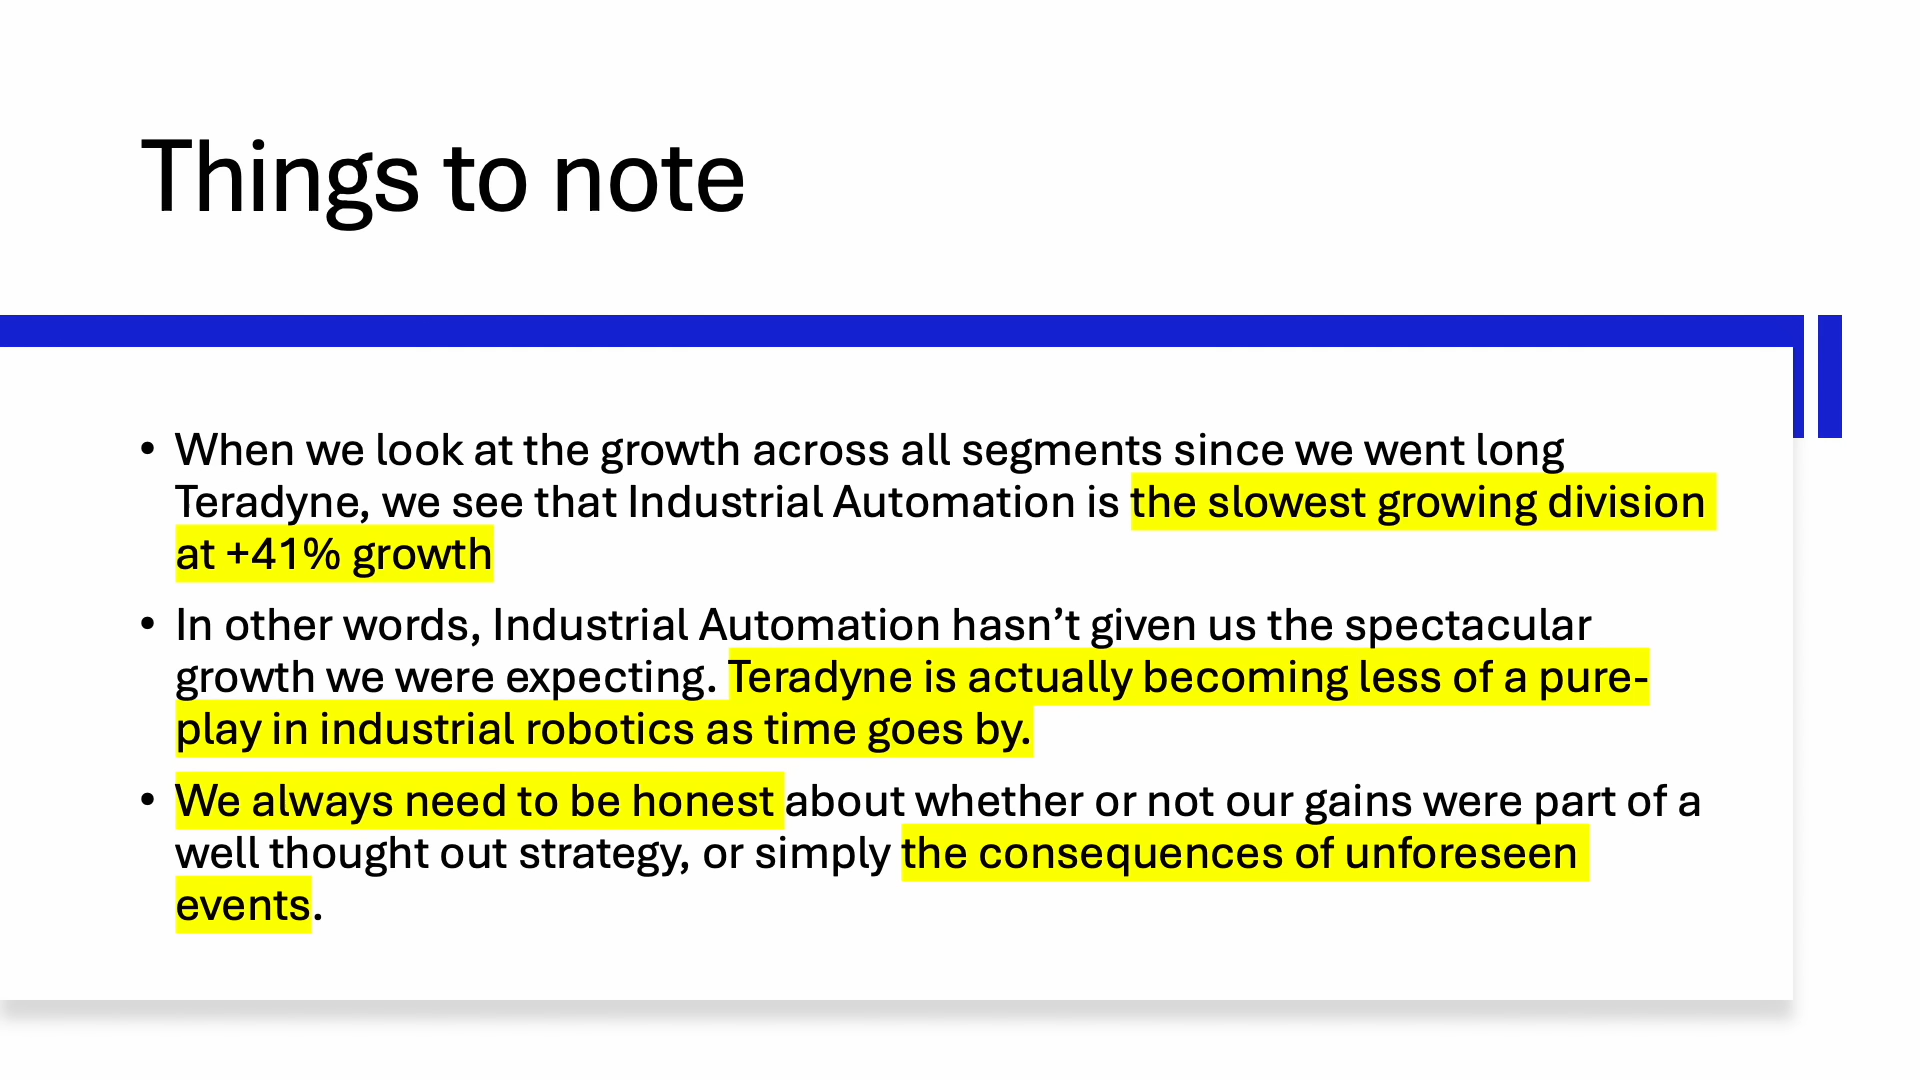 Things to note
• When we look at the growth across all segments since we went long
Teradyne, we see that Industrial Automation is the slowest growing division
at +41% growth
• In other words, Industrial Automation hasn’t given us the spectacular
growth we were expecting. Teradyne is actually becoming less of a pure-
play in industrial robotics as time goes by.
• We always need to be honest about whether or not our gains were part of a
well thought out strategy, or simply the consequences of unforeseen
events.